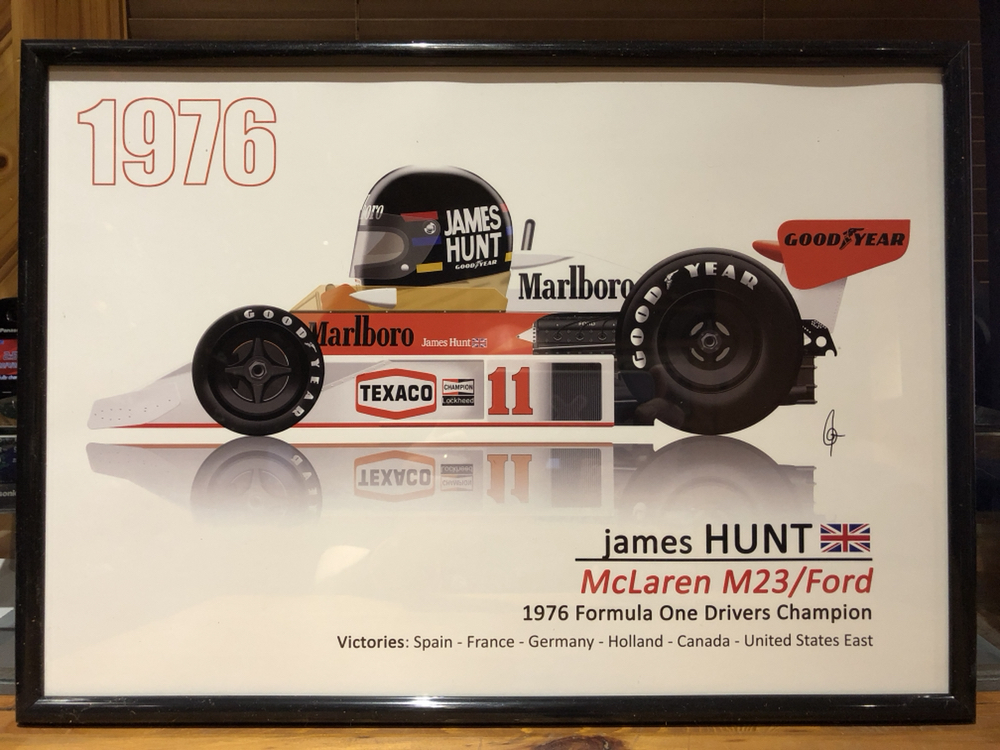 1976
Marlboro
JAMES
HUNT
GOODYEAR
GOODYEAR
Marlboro
GOODYEAR
GOODYEAR
Marlboro
James Hunt
TEXACO
CHAMPION
Lockheed
11
james HUNT
McLaren M23/Ford
1976 Formula One Drivers Champion
Victories: Spain - France - Germany - Holland - Canada - United States East